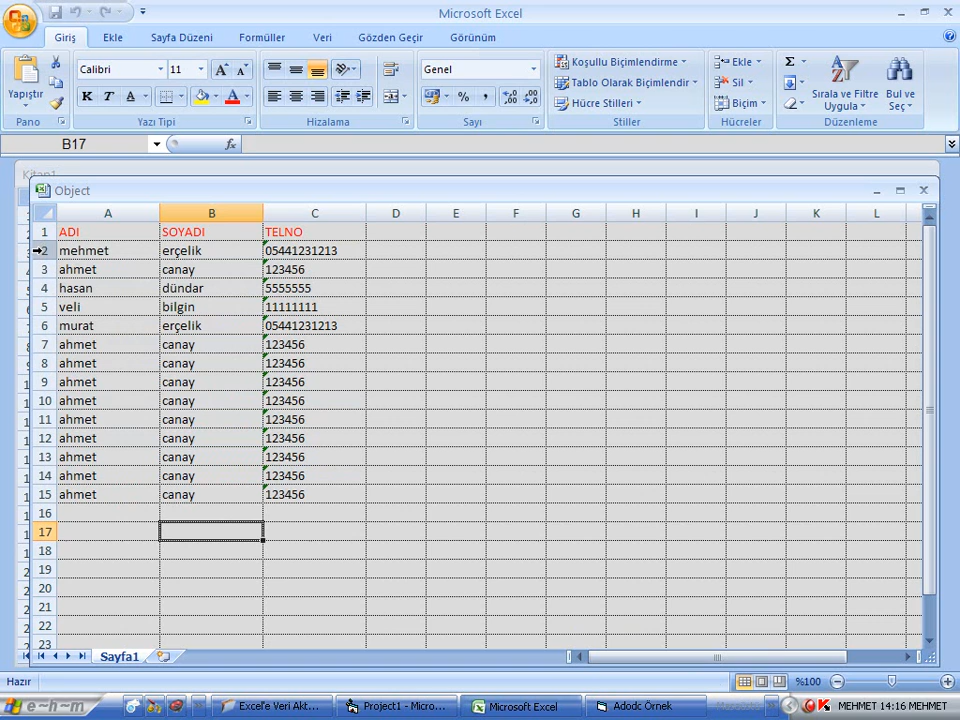 Microsoft Excel
Giriş Ekle Sayfa Düzeni Formüller Veri Gözden Geçir Görünüm
Calibri 11 Genel
Yapıştır
K T A
% ,
Koşullu Biçimlendirme
Tablo Olarak Biçimlendir
Hücre Stilleri
Ekle
Sil
Biçim
Σ
Sırala ve Filtre Uygula
Bul ve Seç
Pano Yazı Tipi Hizalama Sayı Stiller Hücreler Düzenleme
B17 fx
Kitap1
Object
A B C D E F G H I J K L
1 ADI SOYADI TELNO
2 mehmet erçelik 05441231213
3 ahmet canay 123456
4 hasan dündar 5555555
5 veli bilgin 11111111
6 murat erçelik 05441231213
7 ahmet canay 123456
8 ahmet canay 123456
9 ahmet canay 123456
10 ahmet canay 123456
11 ahmet canay 123456
12 ahmet canay 123456
13 ahmet canay 123456
14 ahmet canay 123456
15 ahmet canay 123456
16
17
18
19
20
21
22
23
Sayfa1
Hazır %100
e~h~m Excel'e Veri Akt... Project1 - Micro... Microsoft Excel Adodc Örnek MEHMET 14:16 MEHMET